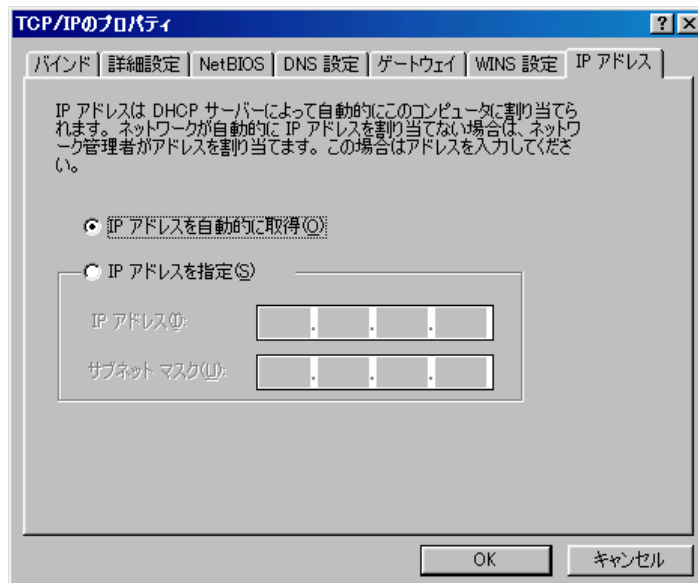 TCP/IPのプロパティ
バインド 詳細設定 NetBIOS DNS 設定 ゲートウェイ WINS 設定 IP アドレス
IP アドレスは DHCP サーバーによって自動的にこのコンピュータに割り当てら
れます。ネットワークが自動的に IP アドレスを割り当てない場合は、ネットワ
ーク管理者がアドレスを割り当てます。この場合はアドレスを入力してくださ
い。
IP アドレスを自動的に取得(O)
IP アドレスを指定(S)
IP アドレス(I):
サブネット マスク(U):
OK キャンセル